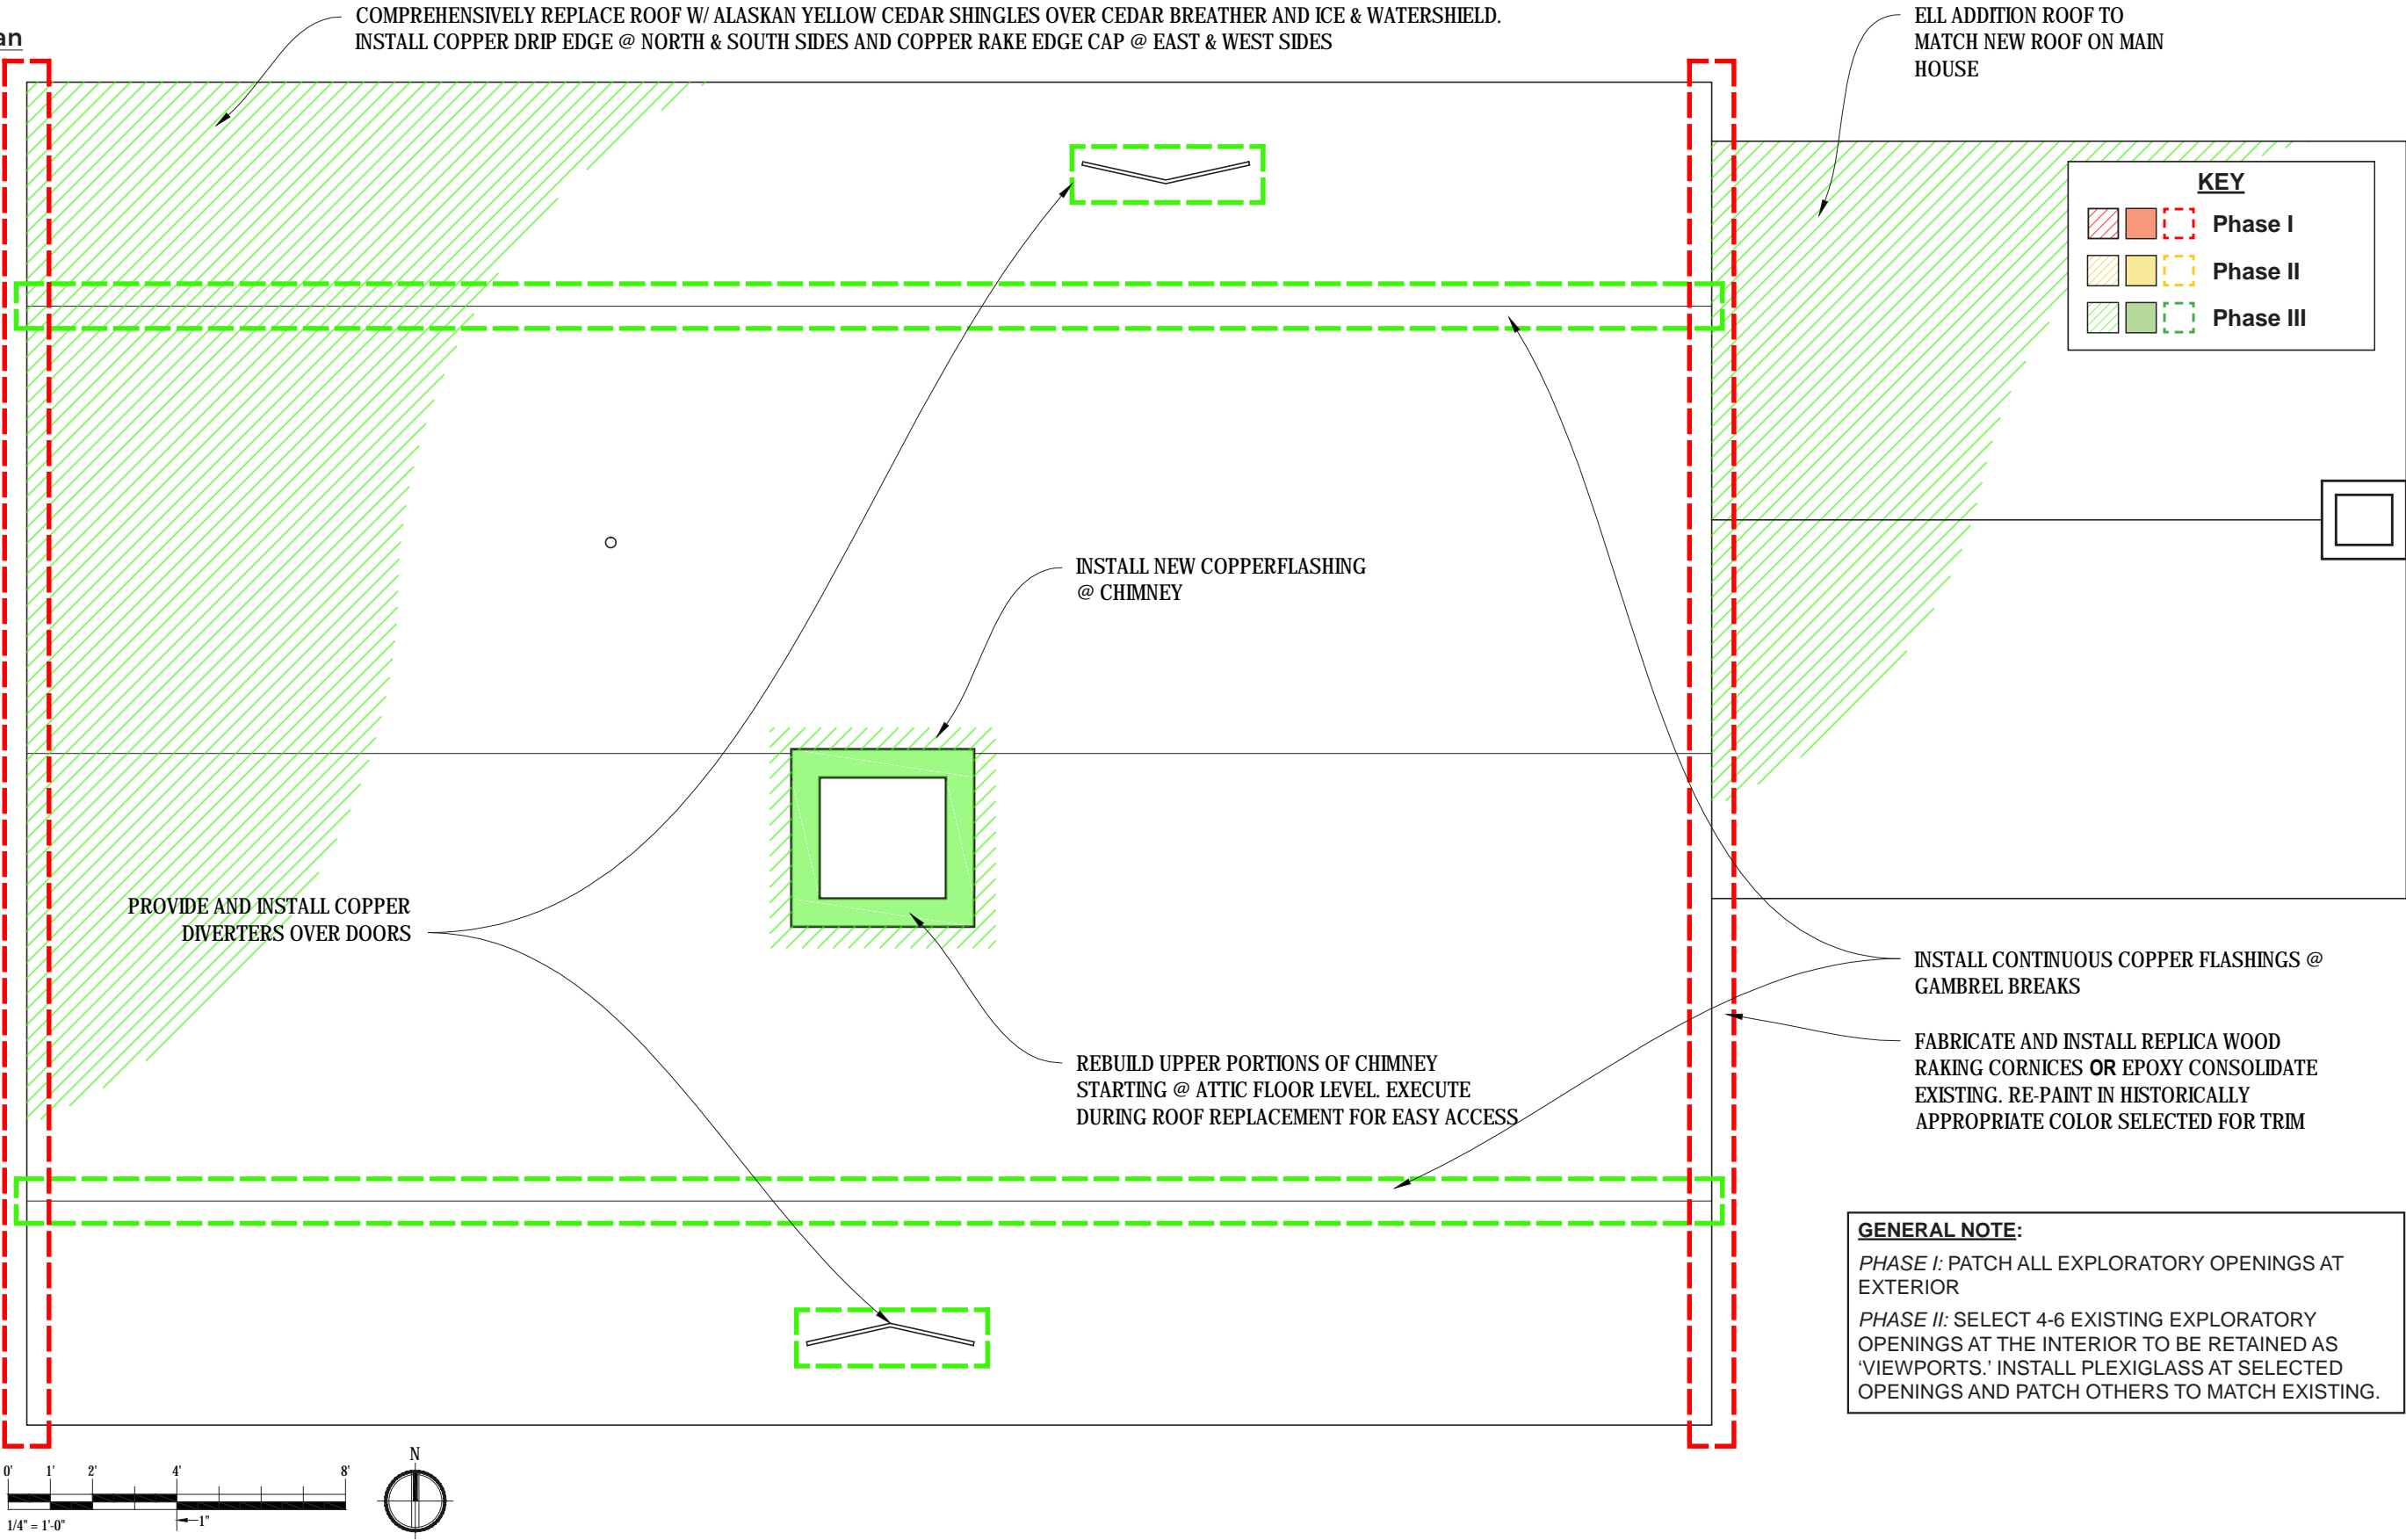 an
COMPREHENSIVELY REPLACE ROOF W/ ALASKAN YELLOW CEDAR SHINGLES OVER CEDAR BREATHER AND ICE & WATERSHIELD.
INSTALL COPPER DRIP EDGE @ NORTH & SOUTH SIDES AND COPPER RAKE EDGE CAP @ EAST & WEST SIDES
ELL ADDITION ROOF TO
MATCH NEW ROOF ON MAIN
HOUSE
KEY
Phase I
Phase II
Phase III
INSTALL NEW COPPERFLASHING
@ CHIMNEY
PROVIDE AND INSTALL COPPER
DIVERTERS OVER DOORS
REBUILD UPPER PORTIONS OF CHIMNEY
STARTING @ ATTIC FLOOR LEVEL. EXECUTE
DURING ROOF REPLACEMENT FOR EASY ACCESS
INSTALL CONTINUOUS COPPER FLASHINGS @
GAMBREL BREAKS
FABRICATE AND INSTALL REPLICA WOOD
RAKING CORNICES OR EPOXY CONSOLIDATE
EXISTING. RE-PAINT IN HISTORICALLY
APPROPRIATE COLOR SELECTED FOR TRIM
GENERAL NOTE:
PHASE I: PATCH ALL EXPLORATORY OPENINGS AT
EXTERIOR
PHASE II: SELECT 4-6 EXISTING EXPLORATORY
OPENINGS AT THE INTERIOR TO BE RETAINED AS
‘VIEWPORTS.’ INSTALL PLEXIGLASS AT SELECTED
OPENINGS AND PATCH OTHERS TO MATCH EXISTING.
0' 1' 2' 4' 8'
1/4" = 1'-0"
1"
N